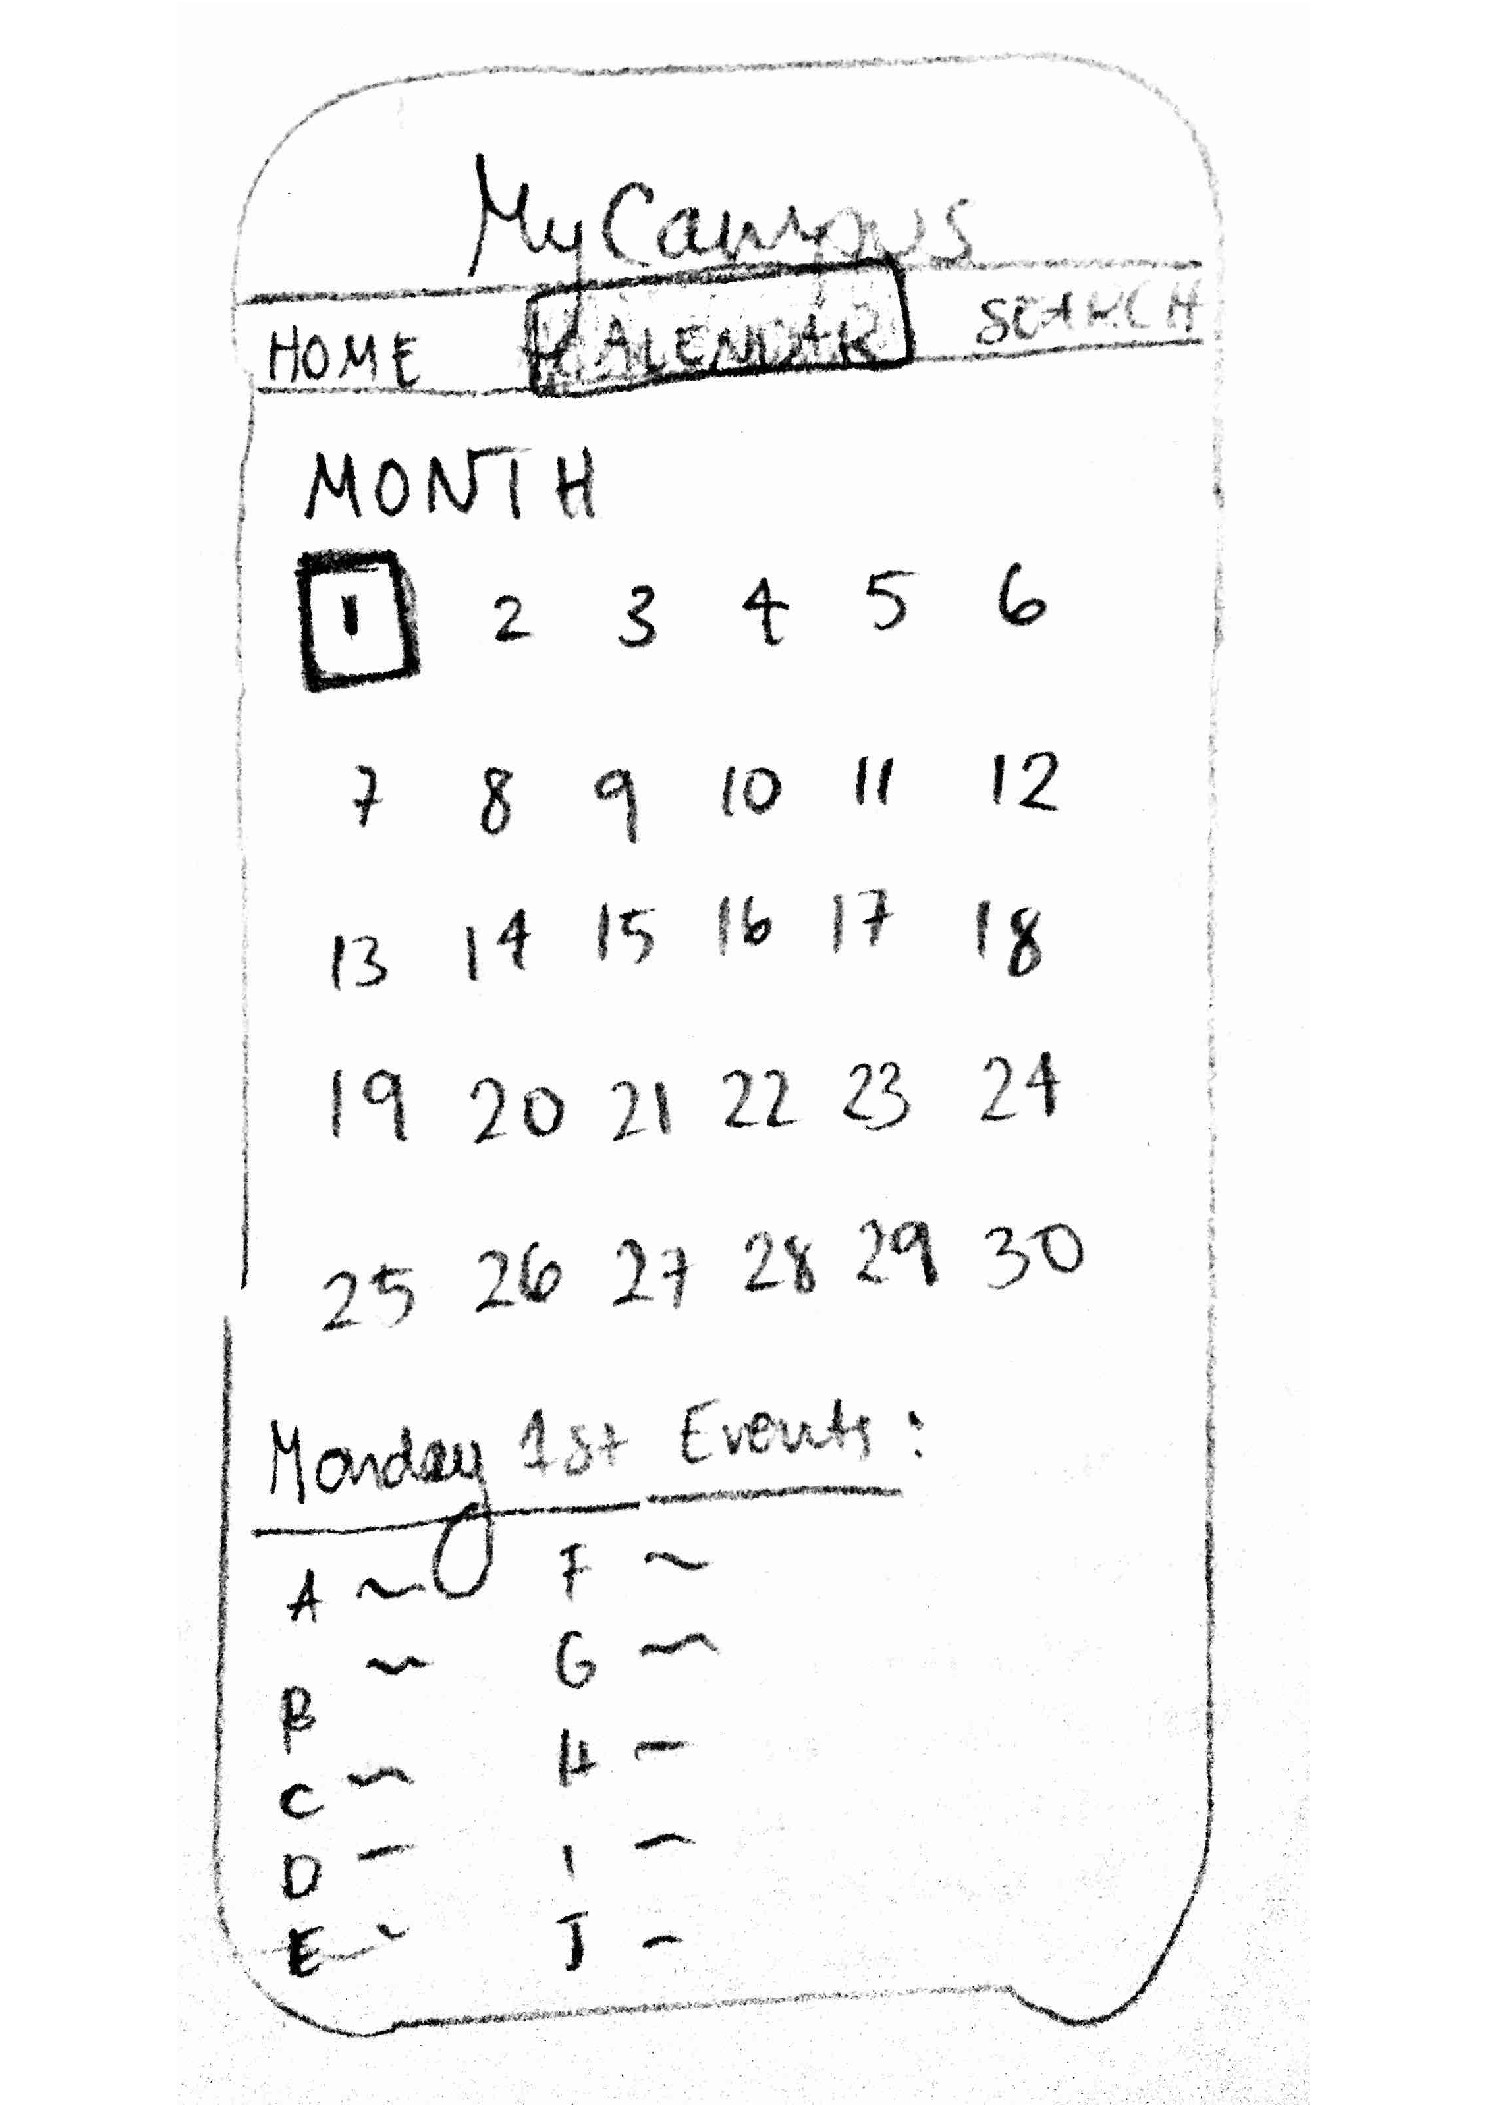 MyCampus
HOME CALENDAR SEARCH
MONTH
1 2 3 4 5 6
7 8 9 10 11 12
13 14 15 16 17 18
19 20 21 22 23 24
25 26 27 28 29 30
Monday 1st Events:
A ~ F ~
B ~ G ~
C ~ H ~
D ~ I ~
E ~ J ~